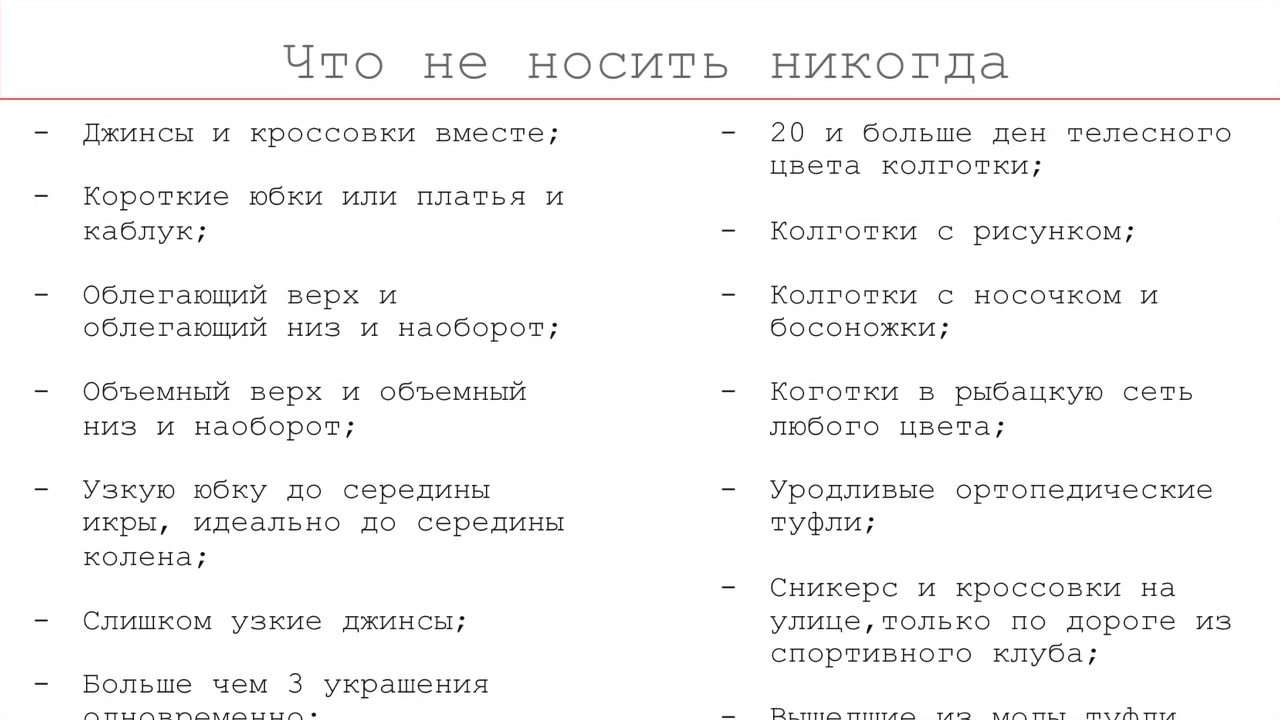 Что не носить никогда
- Джинсы и кроссовки вместе;
- Короткие юбки или платья и
каблук;
- Облегающий верх и
облегающий низ и наоборот;
- Объемный верх и объемный
низ и наоборот;
- Узкую юбку до середины
икры, идеально до середины
колена;
- Слишком узкие джинсы;
- Больше чем 3 украшения
одновременно;
- 20 и больше ден телесного
цвета колготки;
- Колготки с рисунком;
- Колготки с носочком и
босоножки;
- Коготки в рыбацкую сеть
любого цвета;
- Уродливые ортопедические
туфли;
- Сникерс и кроссовки на
улице,только по дороге из
спортивного клуба;
- Вышедшие из моды туфли